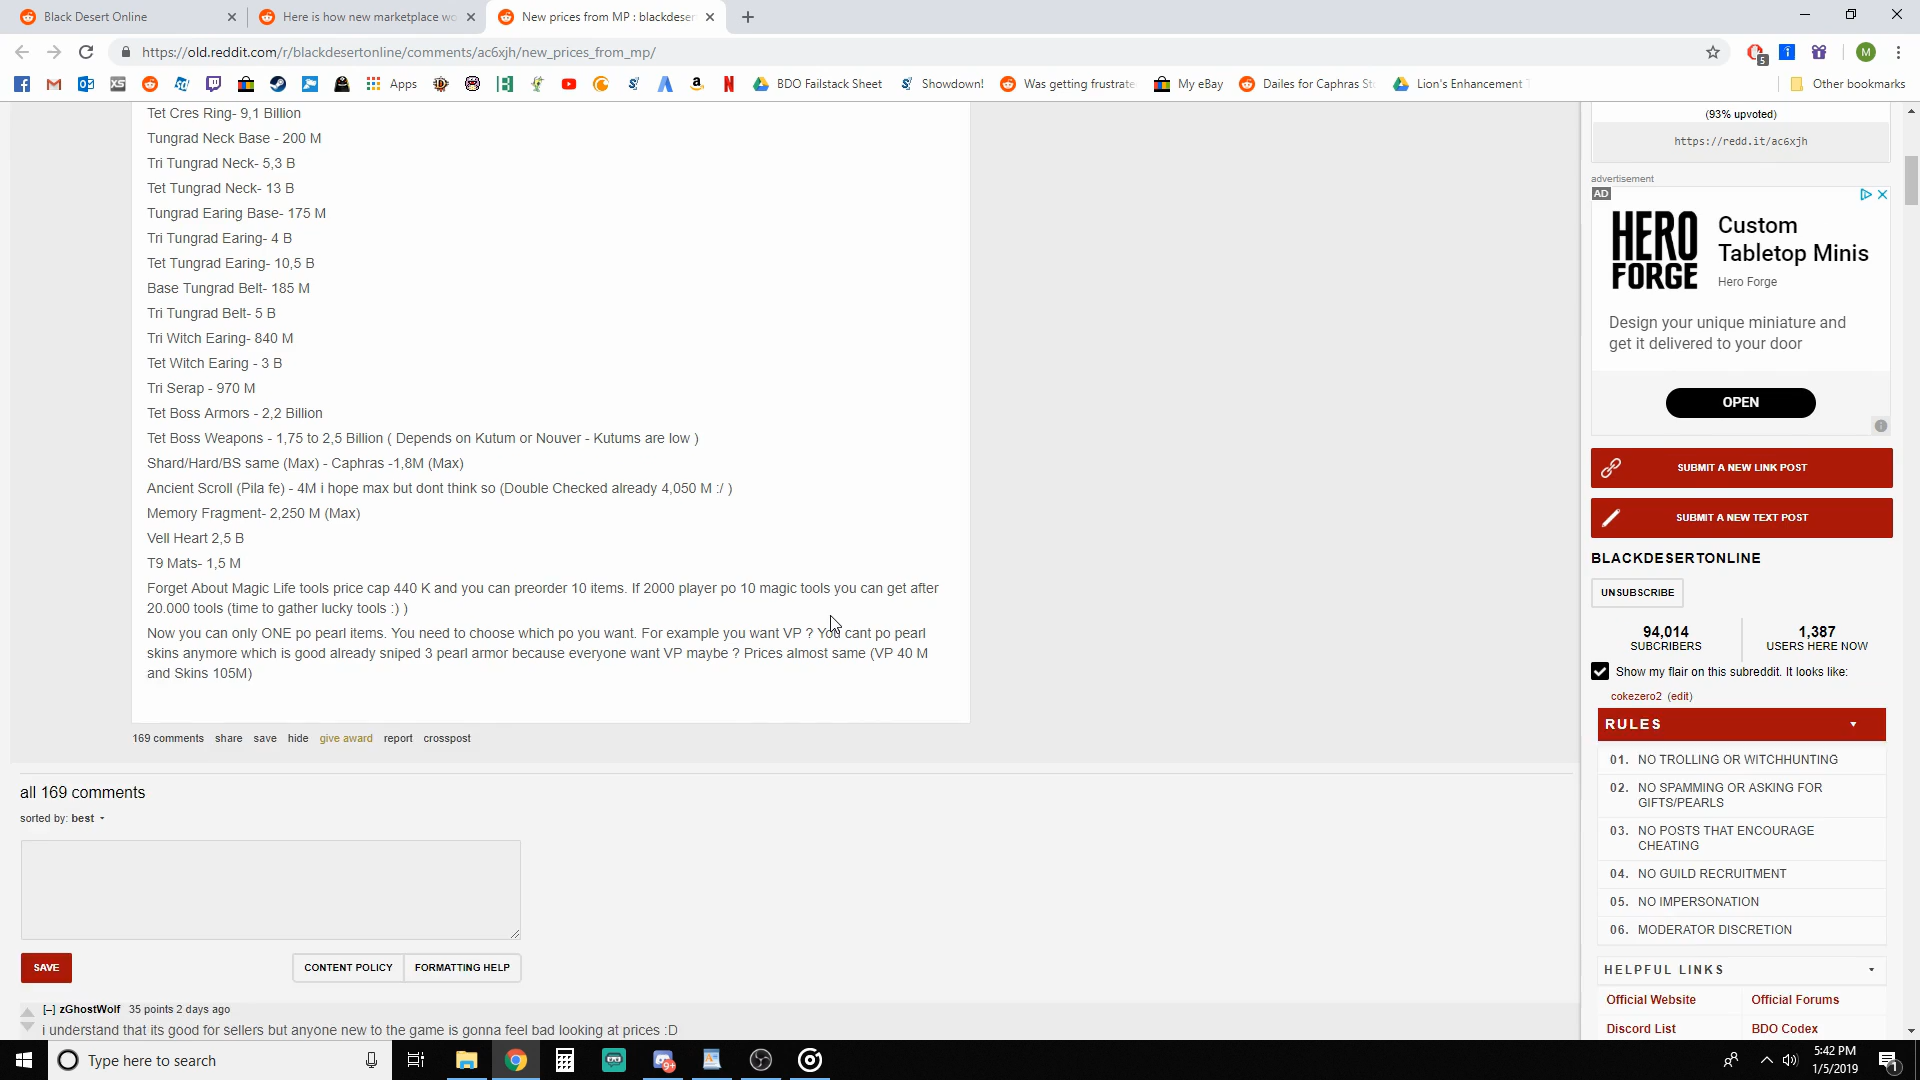 Black Desert Online
Here is how new marketplace wo
New prices from MP : blackdeser
https://old.reddit.com/r/blackdesertonline/comments/ac6xjh/new_prices_from_mp/
5
M
Apps
BDO Failstack Sheet
Showdown!
Was getting frustrate
My eBay
Dailes for Caphras St
Lion's Enhancement T
Other bookmarks
Tet Cres Ring- 9,1 Billion
Tungrad Neck Base - 200 M
Tri Tungrad Neck- 5,3 B
Tet Tungrad Neck- 13 B
Tungrad Earing Base- 175 M
Tri Tungrad Earing- 4 B
Tet Tungrad Earing- 10,5 B
Base Tungrad Belt- 185 M
Tri Tungrad Belt- 5 B
Tri Witch Earing- 840 M
Tet Witch Earing - 3 B
Tri Serap - 970 M
Tet Boss Armors - 2,2 Billion
Tet Boss Weapons - 1,75 to 2,5 Billion ( Depends on Kutum or Nouver - Kutums are low )
Shard/Hard/BS same (Max) - Caphras -1,8M (Max)
Ancient Scroll (Pila fe) - 4M i hope max but dont think so (Double Checked already 4,050 M :/ )
Memory Fragment- 2,250 M (Max)
Vell Heart 2,5 B
T9 Mats- 1,5 M
Forget About Magic Life tools price cap 440 K and you can preorder 10 items. If 2000 player po 10 magic tools you can get after
20.000 tools (time to gather lucky tools :) )
Now you can only ONE po pearl items. You need to choose which po you want. For example you want VP ? You cant po pearl
skins anymore which is good already sniped 3 pearl armor because everyone want VP maybe ? Prices almost same (VP 40 M
and Skins 105M)
169 comments share save hide give award report crosspost
all 169 comments
sorted by: best
SAVE
CONTENT POLICY
FORMATTING HELP
[–] zGhostWolf 35 points 2 days ago
i understand that its good for sellers but anyone new to the game is gonna feel bad looking at prices :D
(93% upvoted)
https://redd.it/ac6xjh
advertisement
AD
HERO
FORGE
Custom
Tabletop Minis
Hero Forge
Design your unique miniature and
get it delivered to your door
OPEN
SUBMIT A NEW LINK POST
SUBMIT A NEW TEXT POST
BLACKDESERTONLINE
UNSUBSCRIBE
94,014
SUBCRIBERS
1,387
USERS HERE NOW
Show my flair on this subreddit. It looks like:
cokezero2 (edit)
RULES
01. NO TROLLING OR WITCHHUNTING
02. NO SPAMMING OR ASKING FOR
GIFTS/PEARLS
03. NO POSTS THAT ENCOURAGE
CHEATING
04. NO GUILD RECRUITMENT
05. NO IMPERSONATION
06. MODERATOR DISCRETION
HELPFUL LINKS
Official Website
Official Forums
Discord List
BDO Codex
Type here to search
5:42 PM
1/5/2019
1